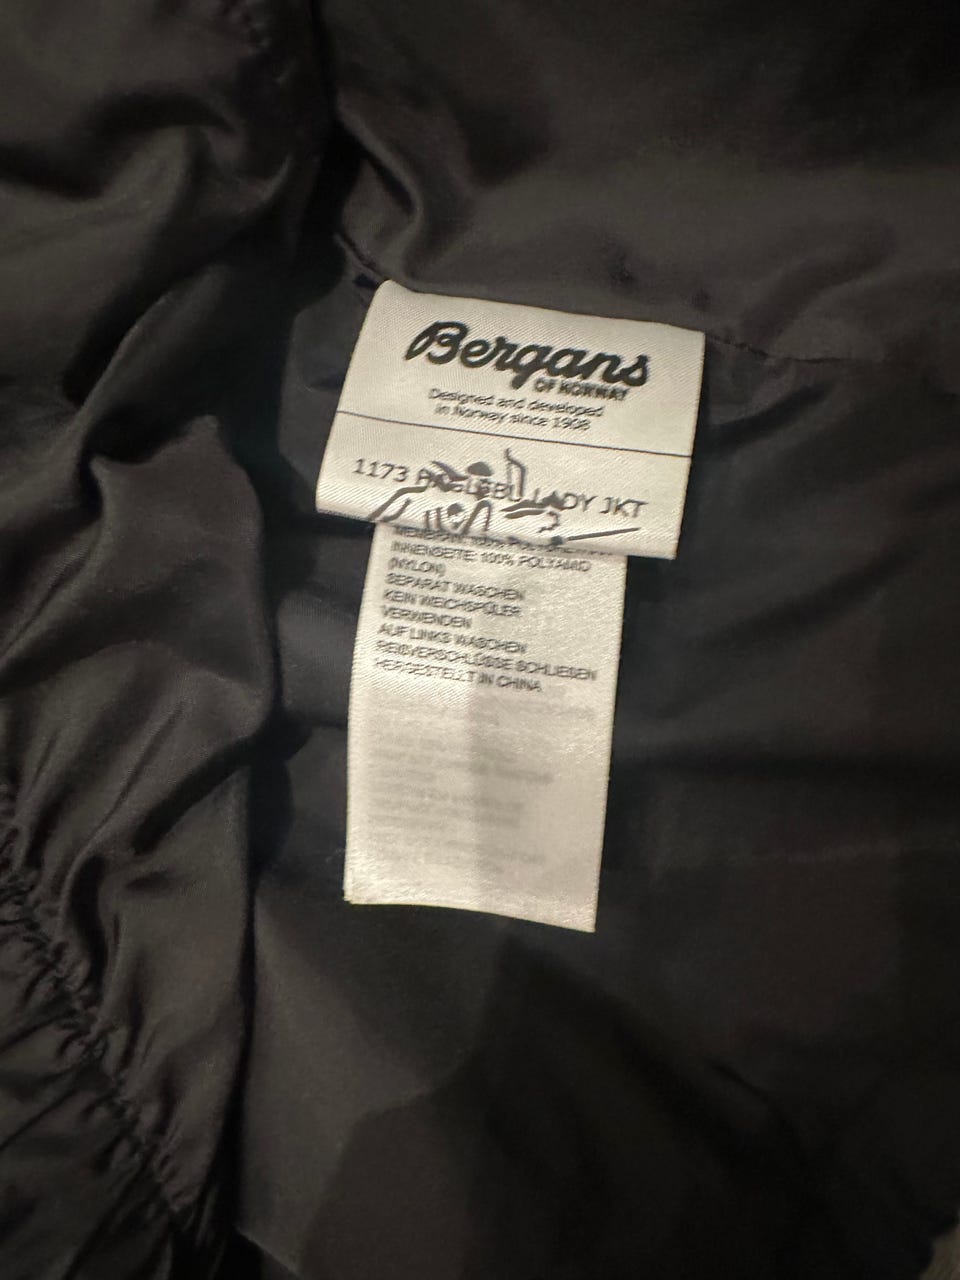 Bergans
OF NORWAY
Designed and developed
in Norway since 1908
1173 LADY JKT
INNENSEITE: 100% POLYAMID
(NYLON)
SEPARAT WASCHEN
KEIN WEICHSPÜLER
VERWENDEN
AUF LINKS WASCHEN
REIßVERSCHLÜSSE SCHLIEßEN
HERGESTELLT IN CHINA